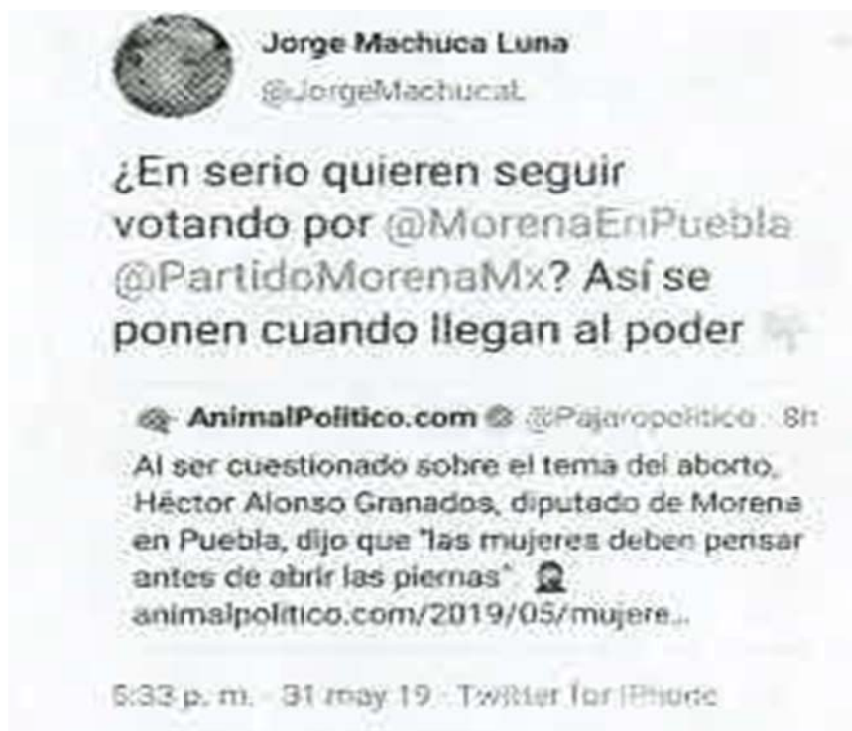 Jorge Machuca Luna
@JorgeMachucaL
¿En serio quieren seguir
votando por @MorenaEnPuebla
@PartidoMorenaMx? Así se
ponen cuando llegan al poder
AnimalPolitico.com @Pajaropolitico · 8h
Al ser cuestionado sobre el tema del aborto,
Héctor Alonso Granados, diputado de Morena
en Puebla, dijo que "las mujeres deben pensar
antes de abrir las piernas".
animalpolitico.com/2019/05/mujere...
5:33 p. m. · 31 may 19 · Twitter for iPhone